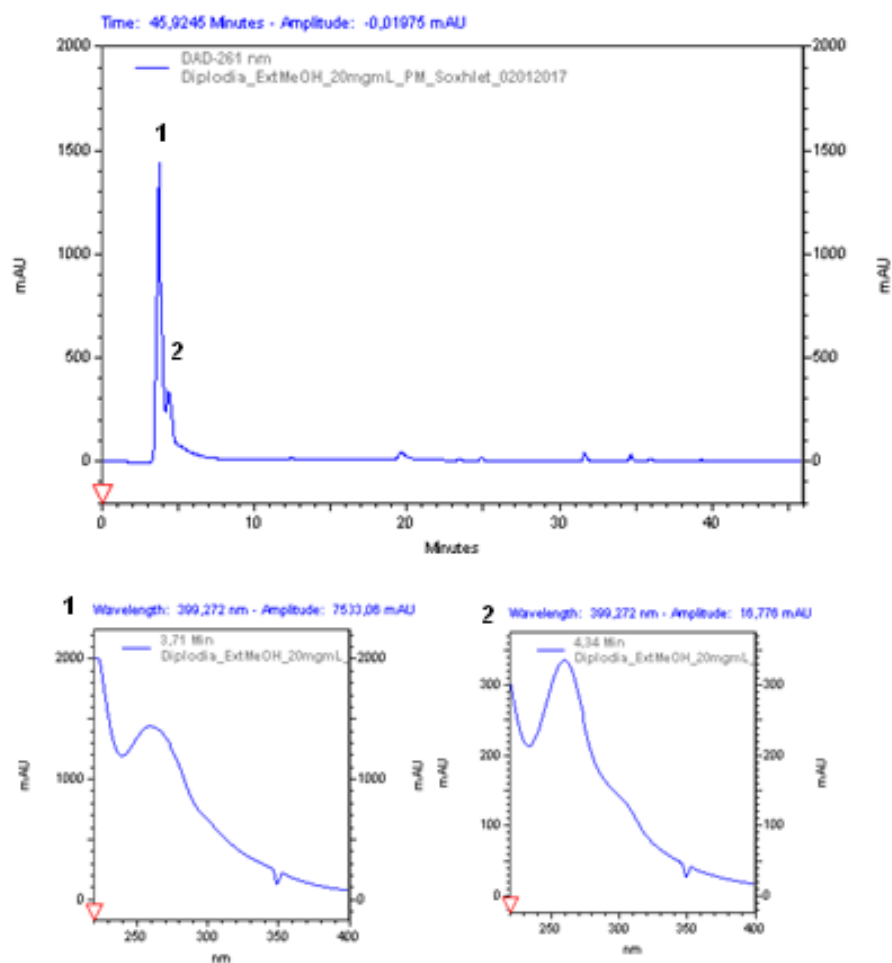 Time: 45,9245 Minutes - Amplitude: -0,01975 mAU
2000
2000
DAD-261 nm
Diplodia_ExtMeOH_20mgmL_PM_Soxhlet_02012017
1
1500
1500
mAU
1000
1000
mAU
2
500
500
0
0
0
10
20
30
40
Minutes
1
Wavelength: 399,272 nm - Amplitude: 7533,06 mAU
3,71 Min
Diplodia_ExtMeOH_20mgmL_
2000
2000
mAU
1000
1000
mAU
0
0
250
300
350
400
nm
2
Wavelength: 399,272 nm - Amplitude: 16,776 mAU
4,34 Min
Diplodia_ExtMeOH_20mgmL_
300
300
mAU
200
200
mAU
100
100
0
0
250
300
350
400
nm